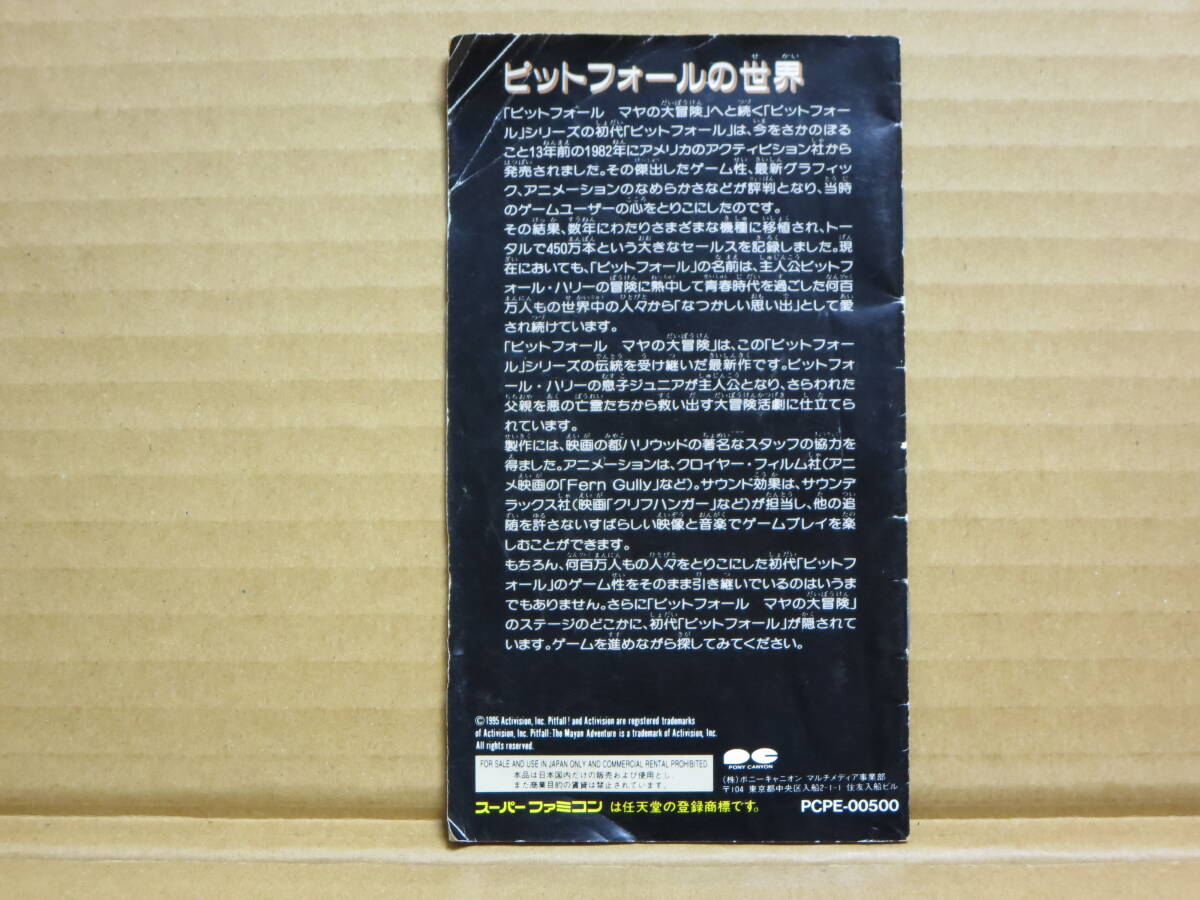 ピットフォールの世界
「ピットフォール マヤの大冒険」へと続く「ピットフォー
ル」シリーズの初代「ピットフォール」は、今をさかのぼる
こと13年前の1982年にアメリカのアクティビション社から
発売されました。その傑出したゲーム性、最新グラフィッ
ク、アニメーションのなめらかさなどが評判となり、当時
のゲームユーザーの心をとりこにしたのです。
その結果、数年にわたりさまざまな機種に移植され、トー
タルで450万本という大きなセールスを記録しました。現
在においても、「ピットフォール」の名前は、主人公ピットフ
ォール・ハリーの冒険に熱中して青春時代を過ごした何百
万人もの世界中の人々から「なつかしい思い出」として愛
され続けています。
「ピットフォール マヤの大冒険」は、この「ピットフォー
ル」シリーズの伝統を受け継いだ最新作です。ピットフ
ォール・ハリーの息子ジュニアが主人公となり、さらわれた
父親を悪の亡霊たちから救い出す大冒険活劇に仕立てら
れています。
製作には、映画の都ハリウッドの著名なスタッフの協力を
得ました。アニメーションは、クロイヤー・フィルム社(アニ
メ映画の「Fern Gully」など)。サウンド効果は、サウンデ
ラックス社(映画「クリフハンガー」など)が担当し、他の追
随を許さないすばらしい映像と音楽でゲームプレイを楽
しむことができます。
もちろん、何百万人もの人々をとりこにした初代「ピットフ
ォール」のゲーム性をそのまま引き継いでいるのはいうま
でもありません。さらに「ピットフォール マヤの大冒険」
のステージのどこかに、初代「ピットフォール」が隠されて
います。ゲームを進めながら探してみてください。
©1995 Activision, Inc. Pitfall! and Activision are registered trademarks
of Activision, Inc. Pitfall: The Mayan Adventure is a trademark of Activision, Inc.
All rights reserved.
FOR SALE AND USE IN JAPAN ONLY AND COMMERCIAL RENTAL PROHIBITED.
本品は日本国内だけの販売および使用とし、
また商業目的の賃貸は禁止されています。
PONY CANYON
(株)ポニーキャニオン マルチメディア事業部
〒104 東京都中央区入船2-1-1 住友入船ビル
スーパーファミコン は任天堂の登録商標です。
PCPE-00500